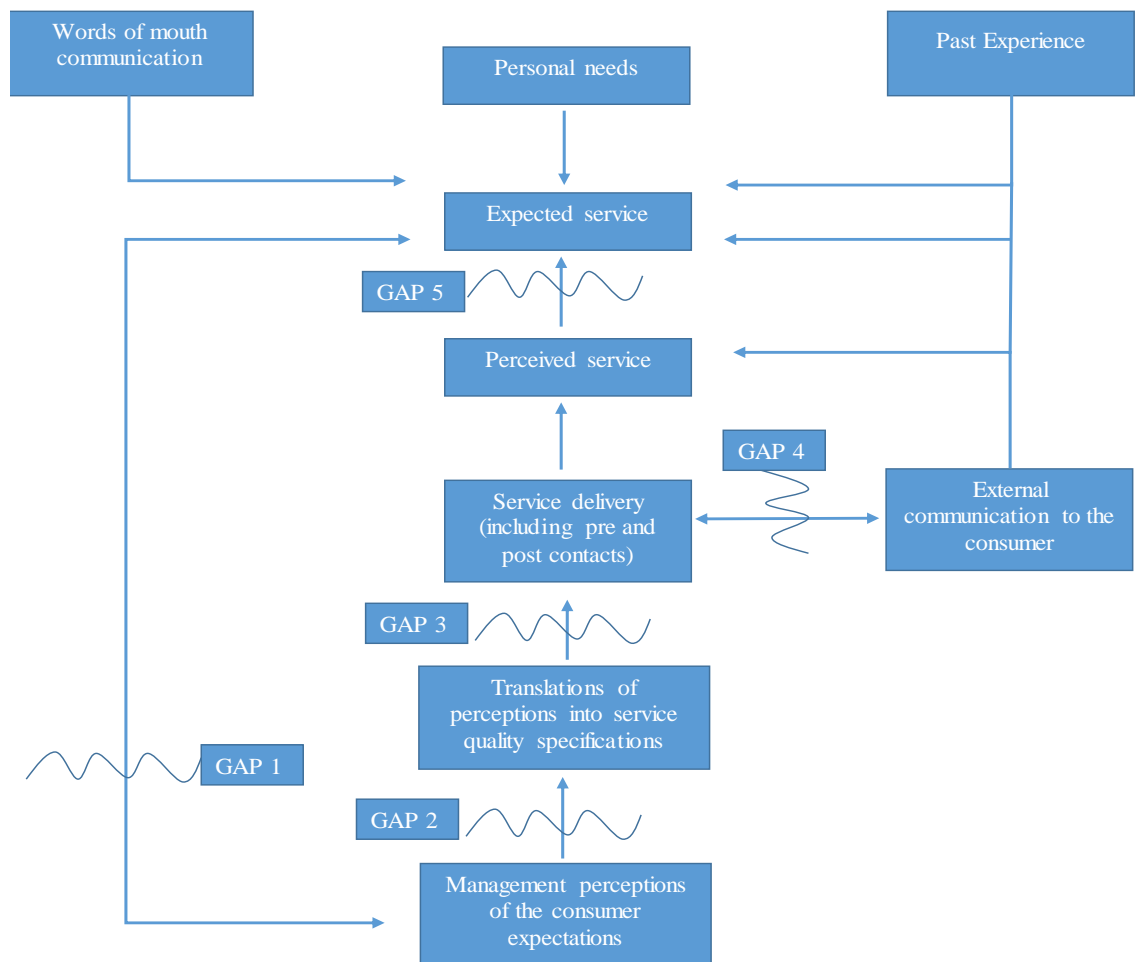 Words of mouth
communication
Personal needs
Past Experience
Expected service
GAP 5
Perceived service
GAP 4
Service delivery
(including pre and
post contacts)
External
communication to the
consumer
GAP 3
Translations of
perceptions into service
quality specifications
GAP 1
GAP 2
Management perceptions
of the consumer
expectations